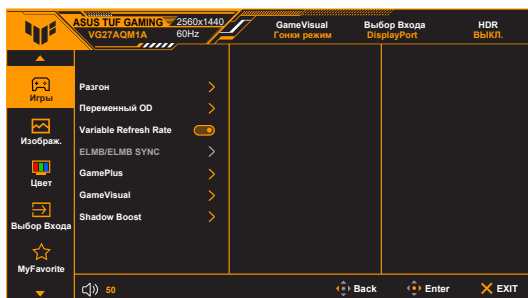 ASUS TUF GAMING 2560x1440
VG27AQM1A 60Hz
GameVisual
Гонки режим
Выбор Входа
DisplayPort
HDR
ВЫКЛ.
Игры
Изображ.
Цвет
Выбор Входа
MyFavorite
Разгон
Переменный OD
Variable Refresh Rate
ELMB/ELMB SYNC
GamePlus
GameVisual
Shadow Boost
50
Back
Enter
EXIT